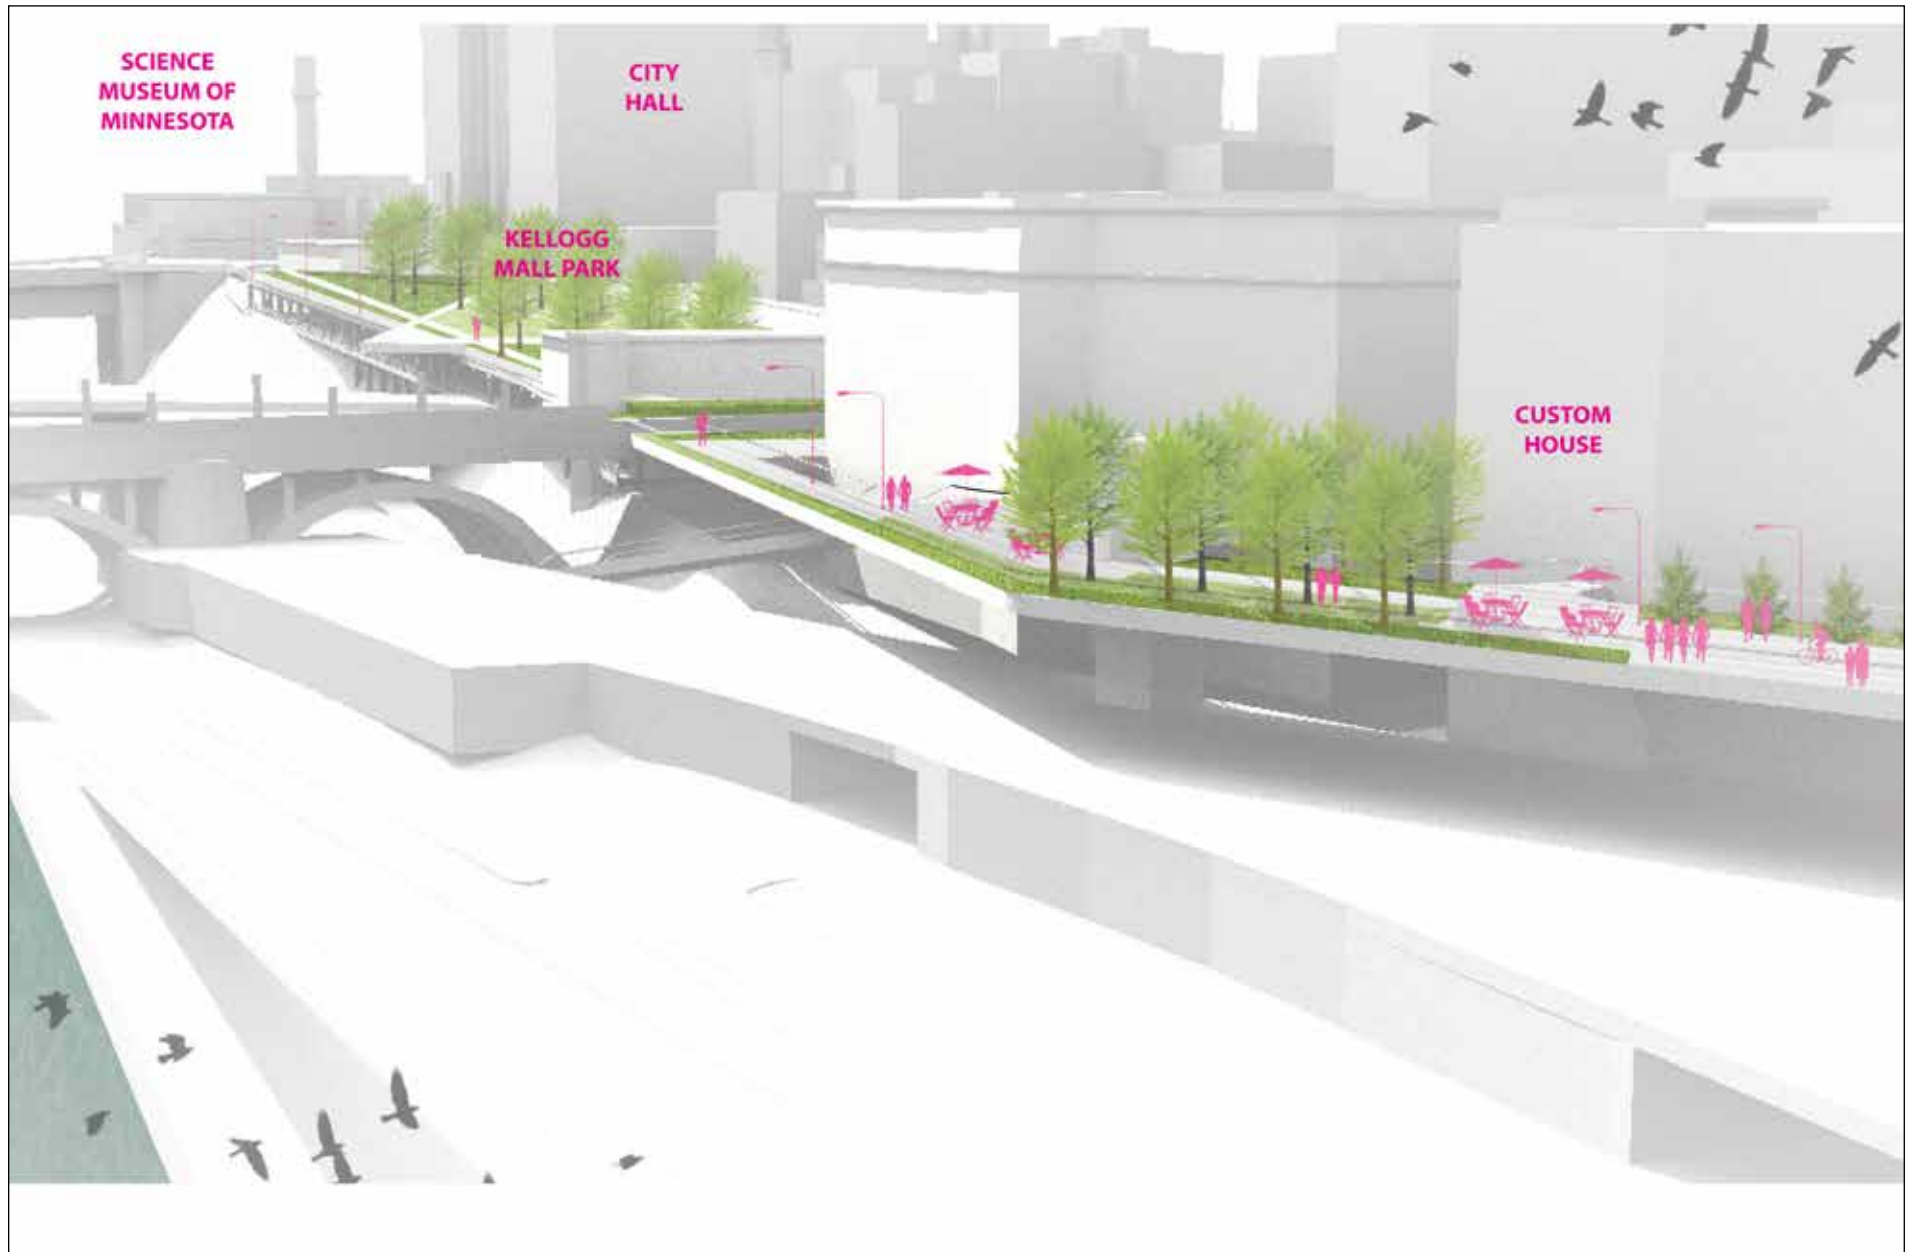 SCIENCE
MUSEUM OF
MINNESOTA
CITY
HALL
KELLOGG
MALL PARK
CUSTOM
HOUSE